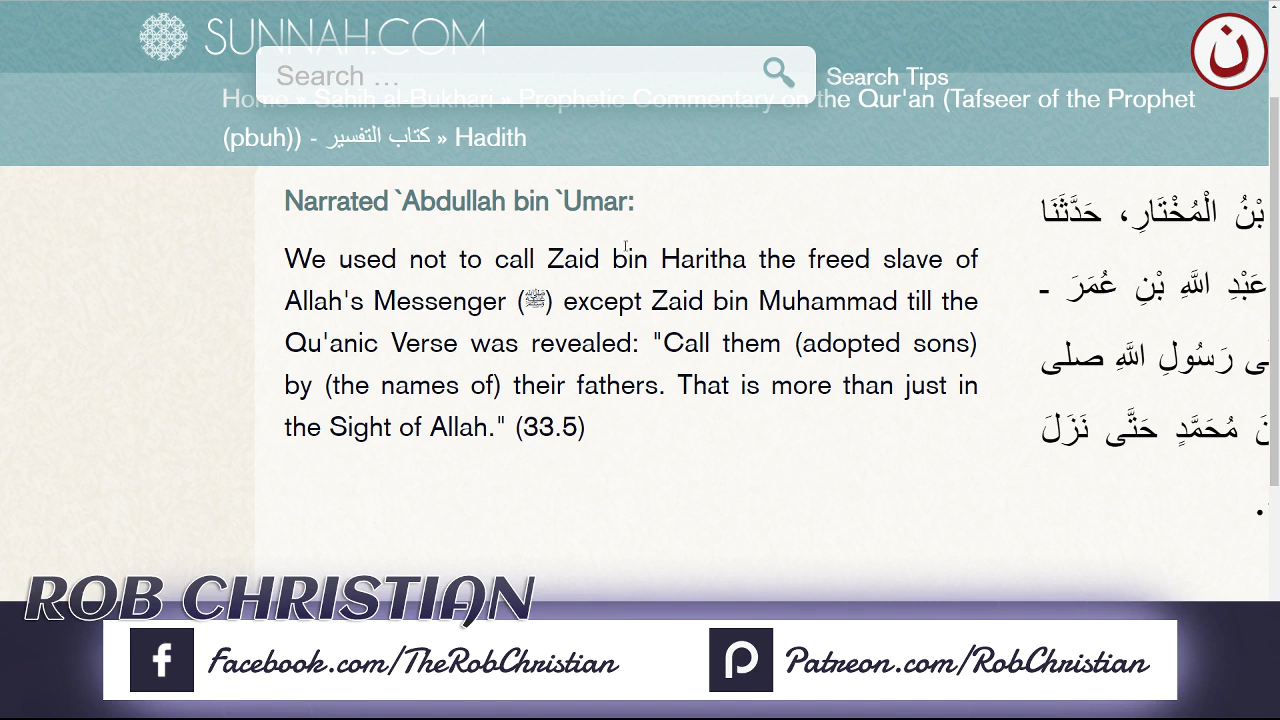 SUNNAH.COM
ن
Search ...
Search Tips
Home » Sahih al-Bukhari » Prophetic Commentary on the Qur'an (Tafseer of the Prophet
(pbuh)) - كتاب التفسير » Hadith
Narrated `Abdullah bin `Umar:
We used not to call Zaid bin Haritha the freed slave of
Allah's Messenger (ﷺ) except Zaid bin Muhammad till the
Qu'anic Verse was revealed: "Call them (adopted sons)
by (the names of) their fathers. That is more than just in
the Sight of Allah." (33.5)
بْنُ الْمُخْتَارِ، حَدَّثَنَا
عَبْدِ اللَّهِ بْنِ عُمَرَ ـ
رَسُولِ اللَّهِ صلى
مُحَمَّدٍ حَتَّى نَزَلَ
ROB CHRISTIAN
Facebook.com/TheRobChristian
Patreon.com/RobChristian